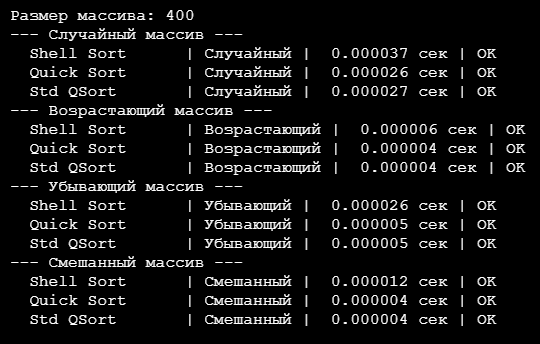 Размер массива: 400
--- Случайный массив ---
Shell Sort | Случайный | 0.000037 сек | OK
Quick Sort | Случайный | 0.000026 сек | OK
Std QSort | Случайный | 0.000027 сек | OK
--- Возрастающий массив ---
Shell Sort | Возрастающий | 0.000006 сек | OK
Quick Sort | Возрастающий | 0.000004 сек | OK
Std QSort | Возрастающий | 0.000004 сек | OK
--- Убывающий массив ---
Shell Sort | Убывающий | 0.000026 сек | OK
Quick Sort | Убывающий | 0.000005 сек | OK
Std QSort | Убывающий | 0.000005 сек | OK
--- Смешанный массив ---
Shell Sort | Смешанный | 0.000012 сек | OK
Quick Sort | Смешанный | 0.000004 сек | OK
Std QSort | Смешанный | 0.000004 сек | OK